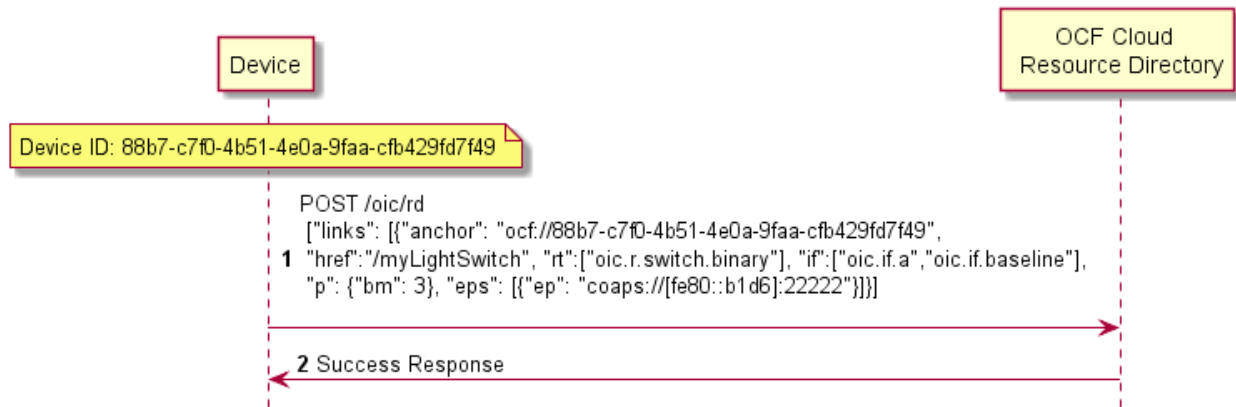 Device
OCF Cloud
Resource Directory
Device ID: 88b7-c7f0-4b51-4e0a-9faa-cfb429fd7f49
POST /oic/rd
["links": [{"anchor": "ocf://88b7-c7f0-4b51-4e0a-9faa-cfb429fd7f49",
1 "href":"/myLightSwitch", "rt":["oic.r.switch.binary"], "if":["oic.if.a","oic.if.baseline"],
"p": {"bm": 3}, "eps": [{"ep": "coaps://[fe80::b1d6]:22222"}]}]
2 Success Response